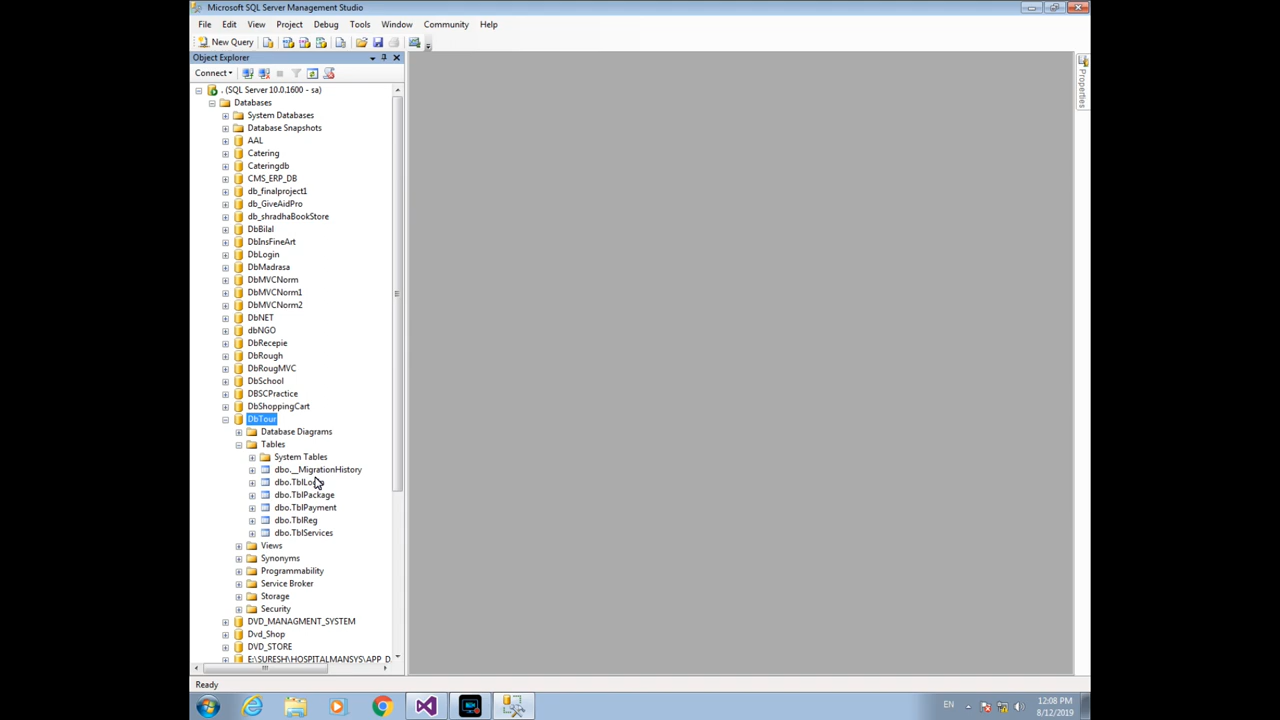 Microsoft SQL Server Management Studio
File Edit View Project Debug Tools Window Community Help
New Query
Object Explorer
Connect
. (SQL Server 10.0.1600 - sa)
Databases
System Databases
Database Snapshots
AAL
Catering
Cateringdb
CMS_ERP_DB
db_finalproject1
db_GiveAidPro
db_shradhaBookStore
DbBilal
DbInsFineArt
DbLogin
DbMadrasa
DbMVCNorm
DbMVCNorm1
DbMVCNorm2
DbNET
dbNGO
DbRecepie
DbRough
DbRougMVC
DbSchool
DBSCPractice
DbShoppingCart
DbTour
Database Diagrams
Tables
System Tables
dbo.__MigrationHistory
dbo.TblPackage
dbo.TblPayment
dbo.TblReg
dbo.TblServices
Views
Synonyms
Programmability
Service Broker
Storage
Security
DVD_MANAGMENT_SYSTEM
Dvd_Shop
DVD_STORE
E:\SURESH\HOSPITALMANSYS\APP_D
Properties
Ready
EN
12:08 PM
8/12/2019